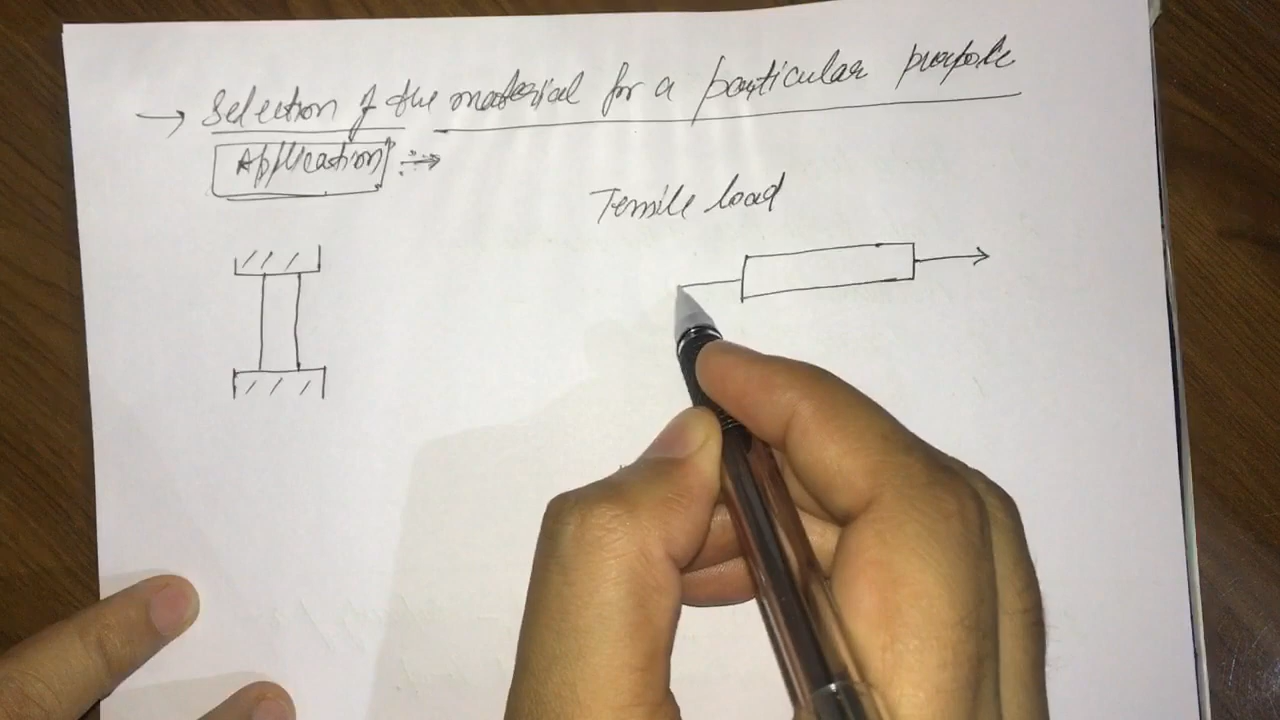 → Selection of the material for a particular purpose
Application :→
Tensile load